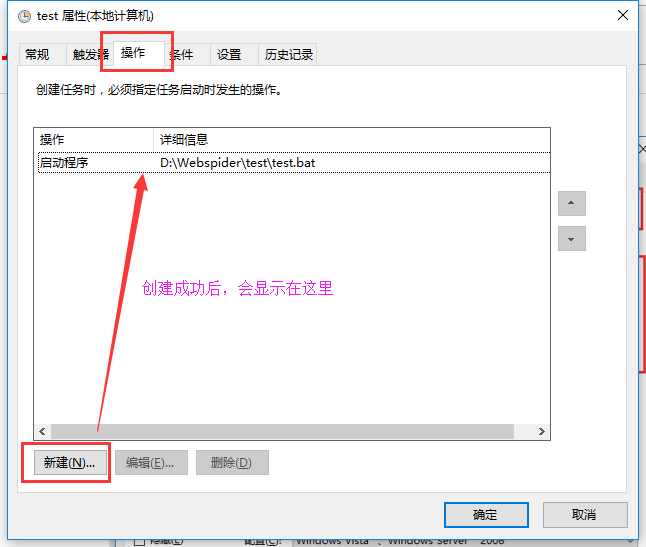 test 属性(本地计算机)
常规 触发器 操作 条件 设置 历史记录
创建任务时，必须指定任务启动时发生的操作。
操作 详细信息
启动程序 D:\Webspider\test\test.bat
创建成功后，会显示在这里
新建(N)... 编辑(E)... 删除(D)
确定 取消
隐藏(E) 配置(C): Windows Vista™、Windows Server™ 2008